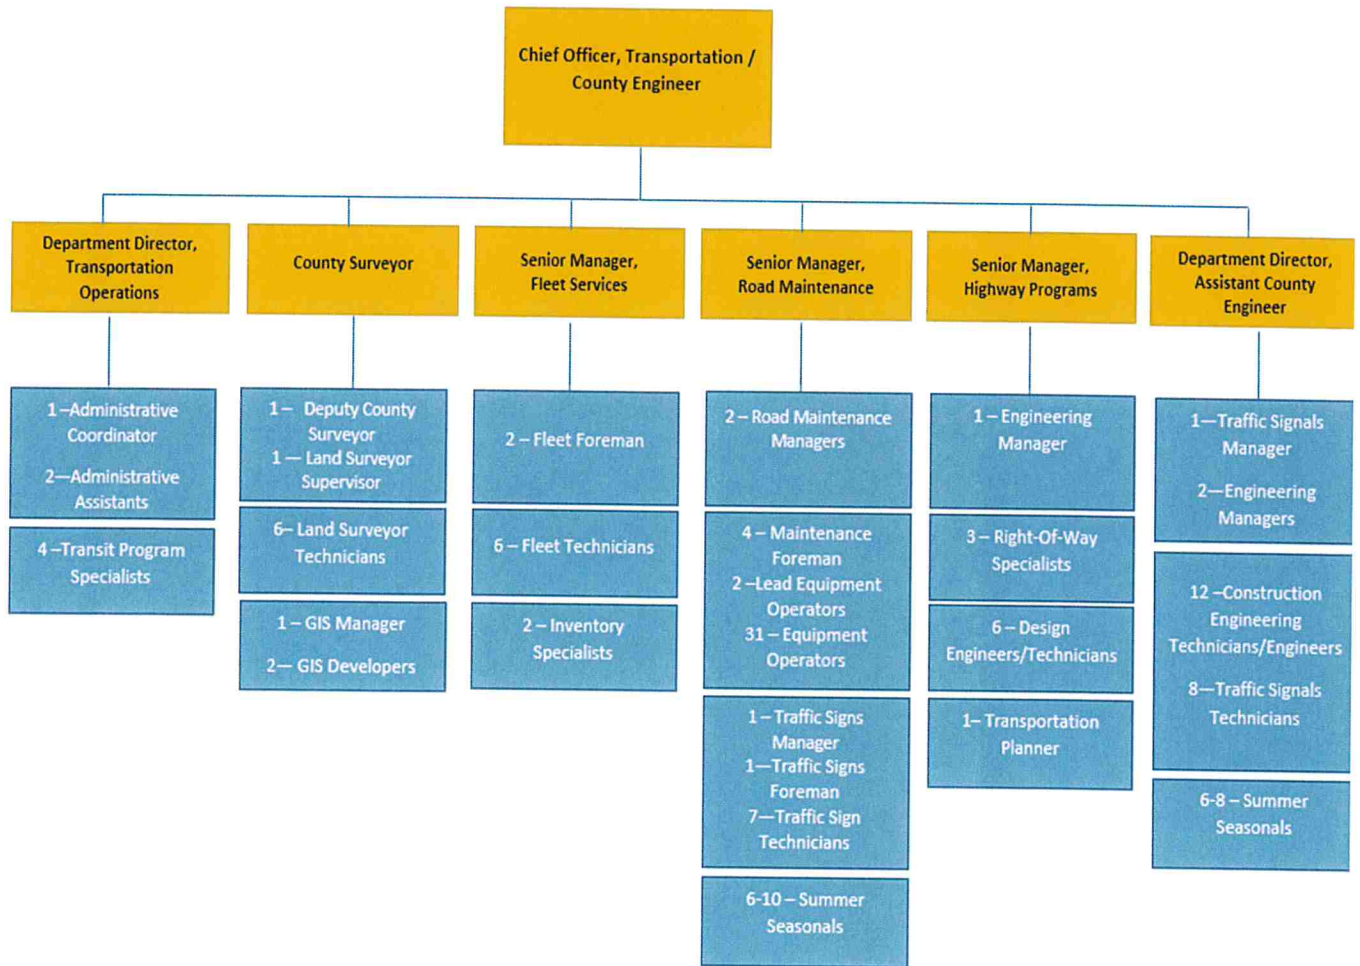 Chief Officer, Transportation /
County Engineer
Department Director,
Transportation
Operations
County Surveyor
Senior Manager,
Fleet Services
Senior Manager,
Road Maintenance
Senior Manager,
Highway Programs
Department Director,
Assistant County
Engineer
1 –Administrative
Coordinator
2—Administrative
Assistants
4 –Transit Program
Specialists
1 – Deputy County
Surveyor
1 — Land Surveyor
Supervisor
6– Land Surveyor
Technicians
1 – GIS Manager
2— GIS Developers
2 – Fleet Foreman
6 – Fleet Technicians
2 – Inventory
Specialists
2 – Road Maintenance
Managers
4 – Maintenance
Foreman
2 –Lead Equipment
Operators
31 – Equipment
Operators
1 – Traffic Signs
Manager
1—Traffic Signs
Foreman
7—Traffic Sign
Technicians
6-10 – Summer
Seasonals
1 – Engineering
Manager
3 – Right-Of-Way
Specialists
6 – Design
Engineers/Technicians
1– Transportation
Planner
1—Traffic Signals
Manager
2—Engineering
Managers
12 –Construction
Engineering
Technicians/Engineers
8—Traffic Signals
Technicians
6-8 – Summer
Seasonals